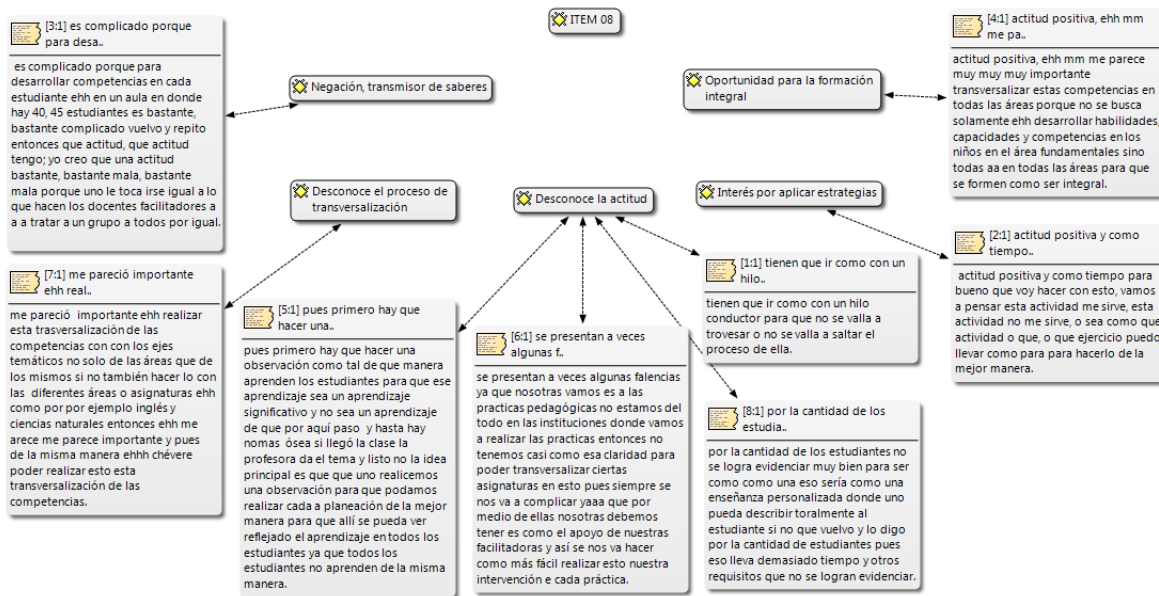 ITEM 08
[3:1] es complicado porque
para desa..
es complicado porque para
desarrollar competencias en cada
estudiante ehh en un aula en donde
hay 40, 45 estudiantes es bastante,
bastante complicado vuelvo y repito
entonces que actitud, que actitud
tengo; yo creo que una actitud
bastante, bastante mala, bastante
mala porque uno le toca irse igual a lo
que hacen los docentes facilitadores a
a a tratar a un grupo a todos por igual.
Negación, transmisor de saberes
Oportunidad para la formación
integral
[4:1] actitud positiva, ehh mm
me pa..
actitud positiva, ehh mm me parece
muy muy muy importante
transversalizar estas competencias en
todas las áreas porque no se busca
solamente ehh desarrollar habilidades,
capacidades y competencias en los
niños en el área fundamentales sino
todas aa en todas las áreas para que
se formen como ser integral.
Desconoce el proceso de
transversalización
Desconoce la actitud
Interés por aplicar estrategias
[7:1] me pareció importante
ehh real..
me pareció  importante ehh realizar
esta trasversalizaciòn de las
competencias con con los ejes
temáticos no solo de las áreas que de
los mismos si no también hacer lo con
las  diferentes áreas o asignaturas ehh
como por por ejemplo inglés y
ciencias naturales entonces ehh me
arece me parece importante y pues
de la misma manera ehhh chévere
poder realizar esto esta
transversalización de las
competencias.
[5:1] pues primero hay que
hacer una..
pues primero hay que hacer una
observación como tal de que manera
aprenden los estudiantes para que ese
aprendizaje sea un aprendizaje
significativo y no sea un aprendizaje
de que por aquí paso  y hasta hay
nomas  ósea si llegó la clase la
profesora da el tema y listo no la idea
principal es que que uno realicemos
una observación para que podamos
realizar cada a planeación de la mejor
manera para que allí se pueda ver
reflejado el aprendizaje en todos los
estudiantes ya que todos los
estudiantes no aprenden de la misma
manera.
[6:1] se presentan a veces
algunas f..
se presentan a veces algunas falencias
ya que nosotras vamos es a las
practicas pedagógicas no estamos del
todo en las instituciones donde vamos
a realizar las practicas entonces no
tenemos casi como esa claridad para
poder transversalizar ciertas
asignaturas en esto pues siempre se
nos va a complicar yaaa que por
medio de ellas nosotras debemos
tener es como el apoyo de nuestras
facilitadoras y así se nos va hacer
como más fácil realizar esto nuestra
intervención e cada práctica.
[1:1] tienen que ir como con un
hilo..
tienen que ir como con un hilo
conductor para que no se valla a
trovesar o no se valla a saltar el
proceso de ella.
[2:1] actitud positiva y como
tiempo..
actitud positiva y como tiempo para
bueno que voy hacer con esto, vamos
a pensar esta actividad me sirve, esta
actividad no me sirve, o sea como que
actividad o que, o que ejercicio puedo
llevar como para para hacerlo de la
mejor manera.
[8:1] por la cantidad de los
estudia..
por la cantidad de los estudiantes no
se logra evidenciar muy bien para ser
como como una eso sería como una
enseñanza personalizada donde uno
pueda describir toralmente al
estudiante si no que vuelvo y lo digo
por la cantidad de estudiantes pues
eso lleva demasiado tiempo y otros
requisitos que no se logran evidenciar.